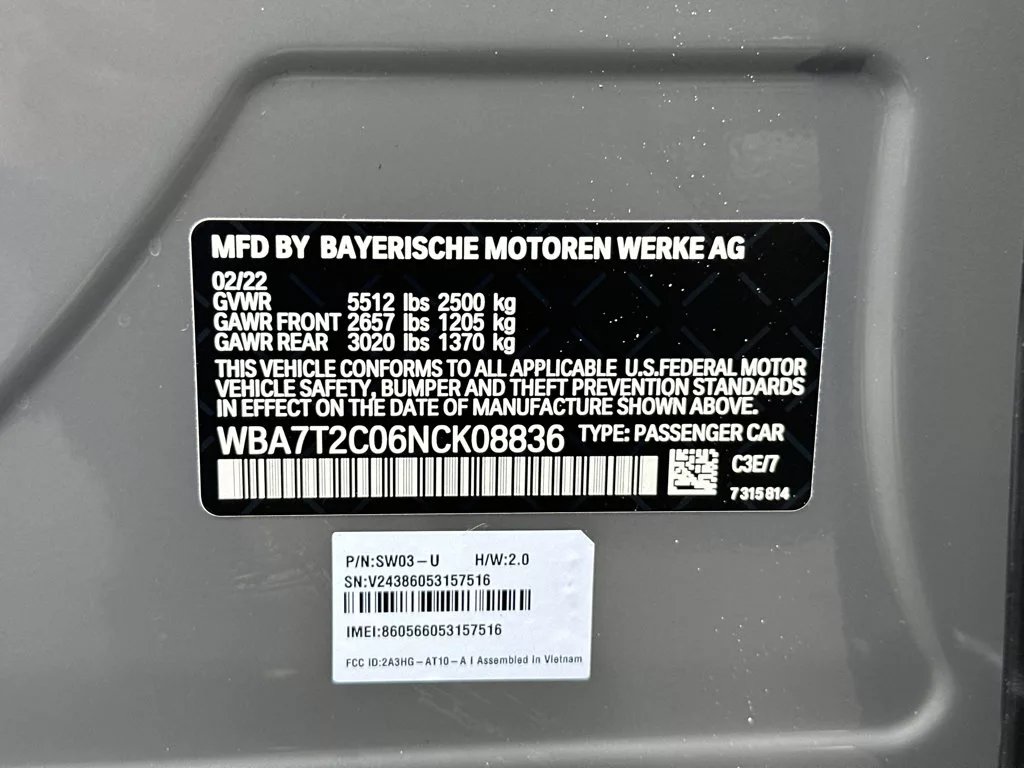 MFD BY BAYERISCHE MOTOREN WERKE AG
02/22
GVWR 5512 lbs 2500 kg
GAWR FRONT 2657 lbs 1205 kg
GAWR REAR 3020 lbs 1370 kg
THIS VEHICLE CONFORMS TO ALL APPLICABLE U.S.FEDERAL MOTOR
VEHICLE SAFETY, BUMPER AND THEFT PREVENTION STANDARDS
IN EFFECT ON THE DATE OF MANUFACTURE SHOWN ABOVE.
WBA7T2C06NCK08836 TYPE: PASSENGER CAR
C3E/7
7315814
P/N:SW03-U H/W:2.0
SN:V24386053157516
IMEI:860566053157516
FCC ID:2A3HG-AT10-A I Assembled in Vietnam